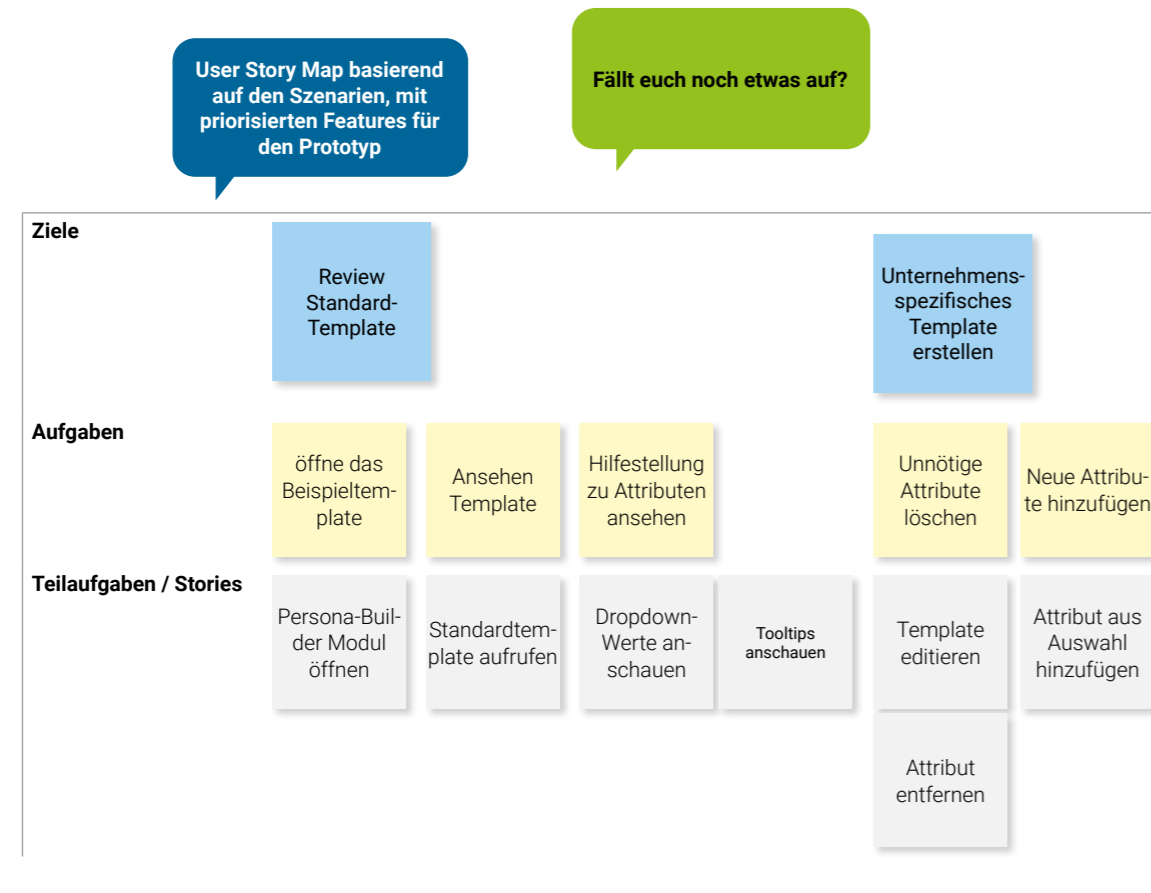 User Story Map basierend
auf den Szenarien, mit
priorisierten Features für
den Prototyp
Fällt euch noch etwas auf?
Ziele
Review
Standard-
Template
Unternehmens-
spezifisches
Template
erstellen
Aufgaben
öffne das
Beispieltem-
plate
Ansehen
Template
Hilfestellung
zu Attributen
ansehen
Unnötige
Attribute
löschen
Neue Attribu-
te hinzufügen
Teilaufgaben / Stories
Persona-Buil-
der Modul
öffnen
Standardtem-
plate aufrufen
Dropdown-
Werte an-
schauen
Tooltips
anschauen
Template
editieren
Attribut aus
Auswahl
hinzufügen
Attribut
entfernen